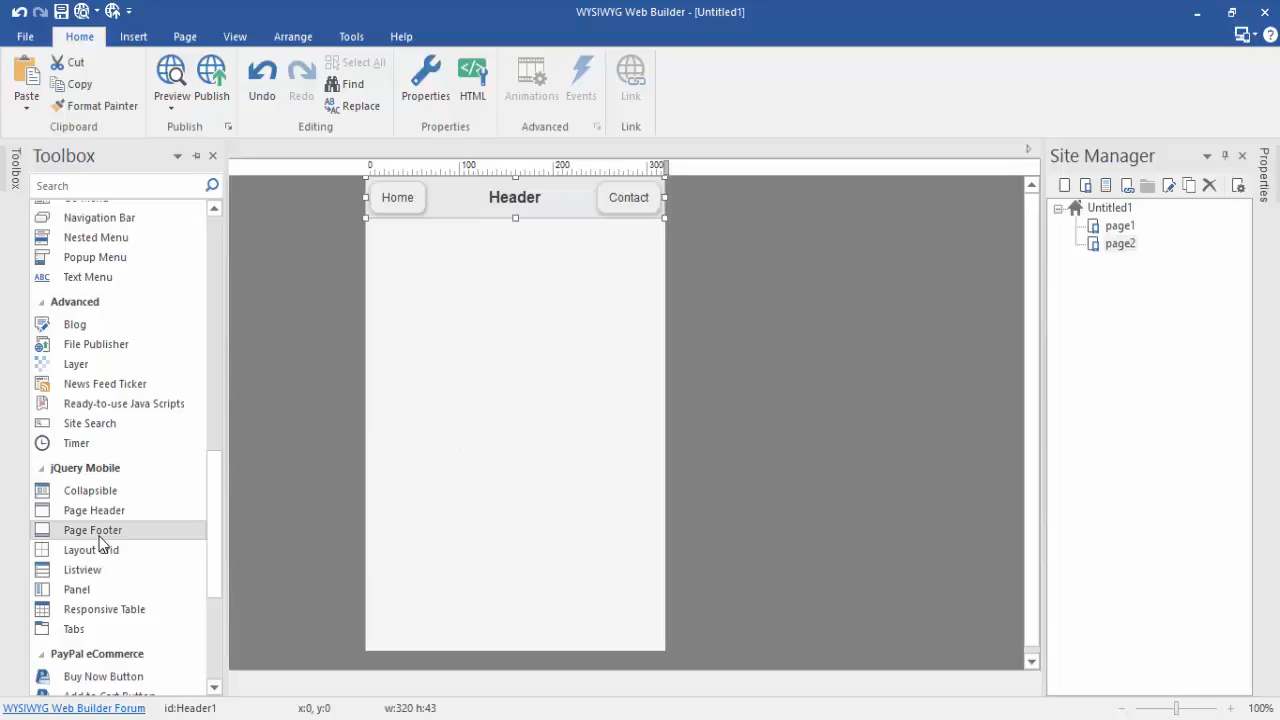 WYSIWYG Web Builder - [Untitled1]
File Home Insert Page View Arrange Tools Help
Paste
Cut
Copy
Format Painter
Clipboard
Preview Publish
Publish
Undo Redo
Select All
Find
Replace
Editing
Properties HTML
Properties
Animations Events
Advanced
Link
Link
Toolbox
Toolbox
Search
Navigation Bar
Nested Menu
Popup Menu
ABC Text Menu
Advanced
Blog
File Publisher
Layer
News Feed Ticker
Ready-to-use Java Scripts
Site Search
Timer
jQuery Mobile
Collapsible
Page Header
Page Footer
Layout Grid
Listview
Panel
Responsive Table
Tabs
PayPal eCommerce
Buy Now Button
Add to Cart Button
0 100 200 300
Home Header Contact
Site Manager
Untitled1
page1
page2
Properties
WYSIWYG Web Builder Forum id:Header1 x:0, y:0 w:320 h:43 100%